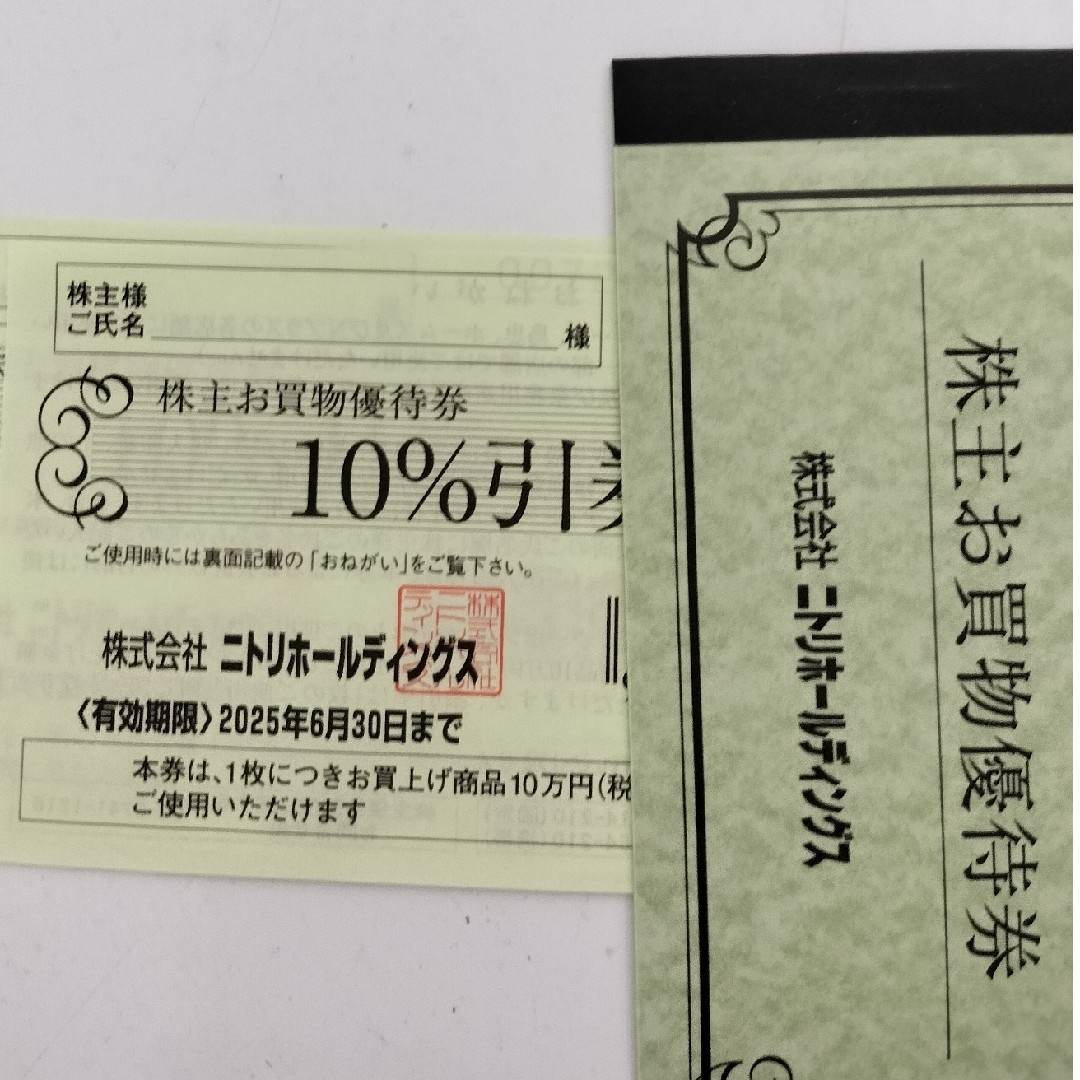 株主様
ご氏名
様
株主お買物優待券
10%引
ご使用時には裏面記載の「おねがい」をご覧下さい。
株式会社 ニトリホールディングス
〈有効期限〉2025年6月30日まで
本券は、1枚につきお買上げ商品10万円(税
ご使用いただけます
株主お買物優待券
株式会社 ニトリホールディングス